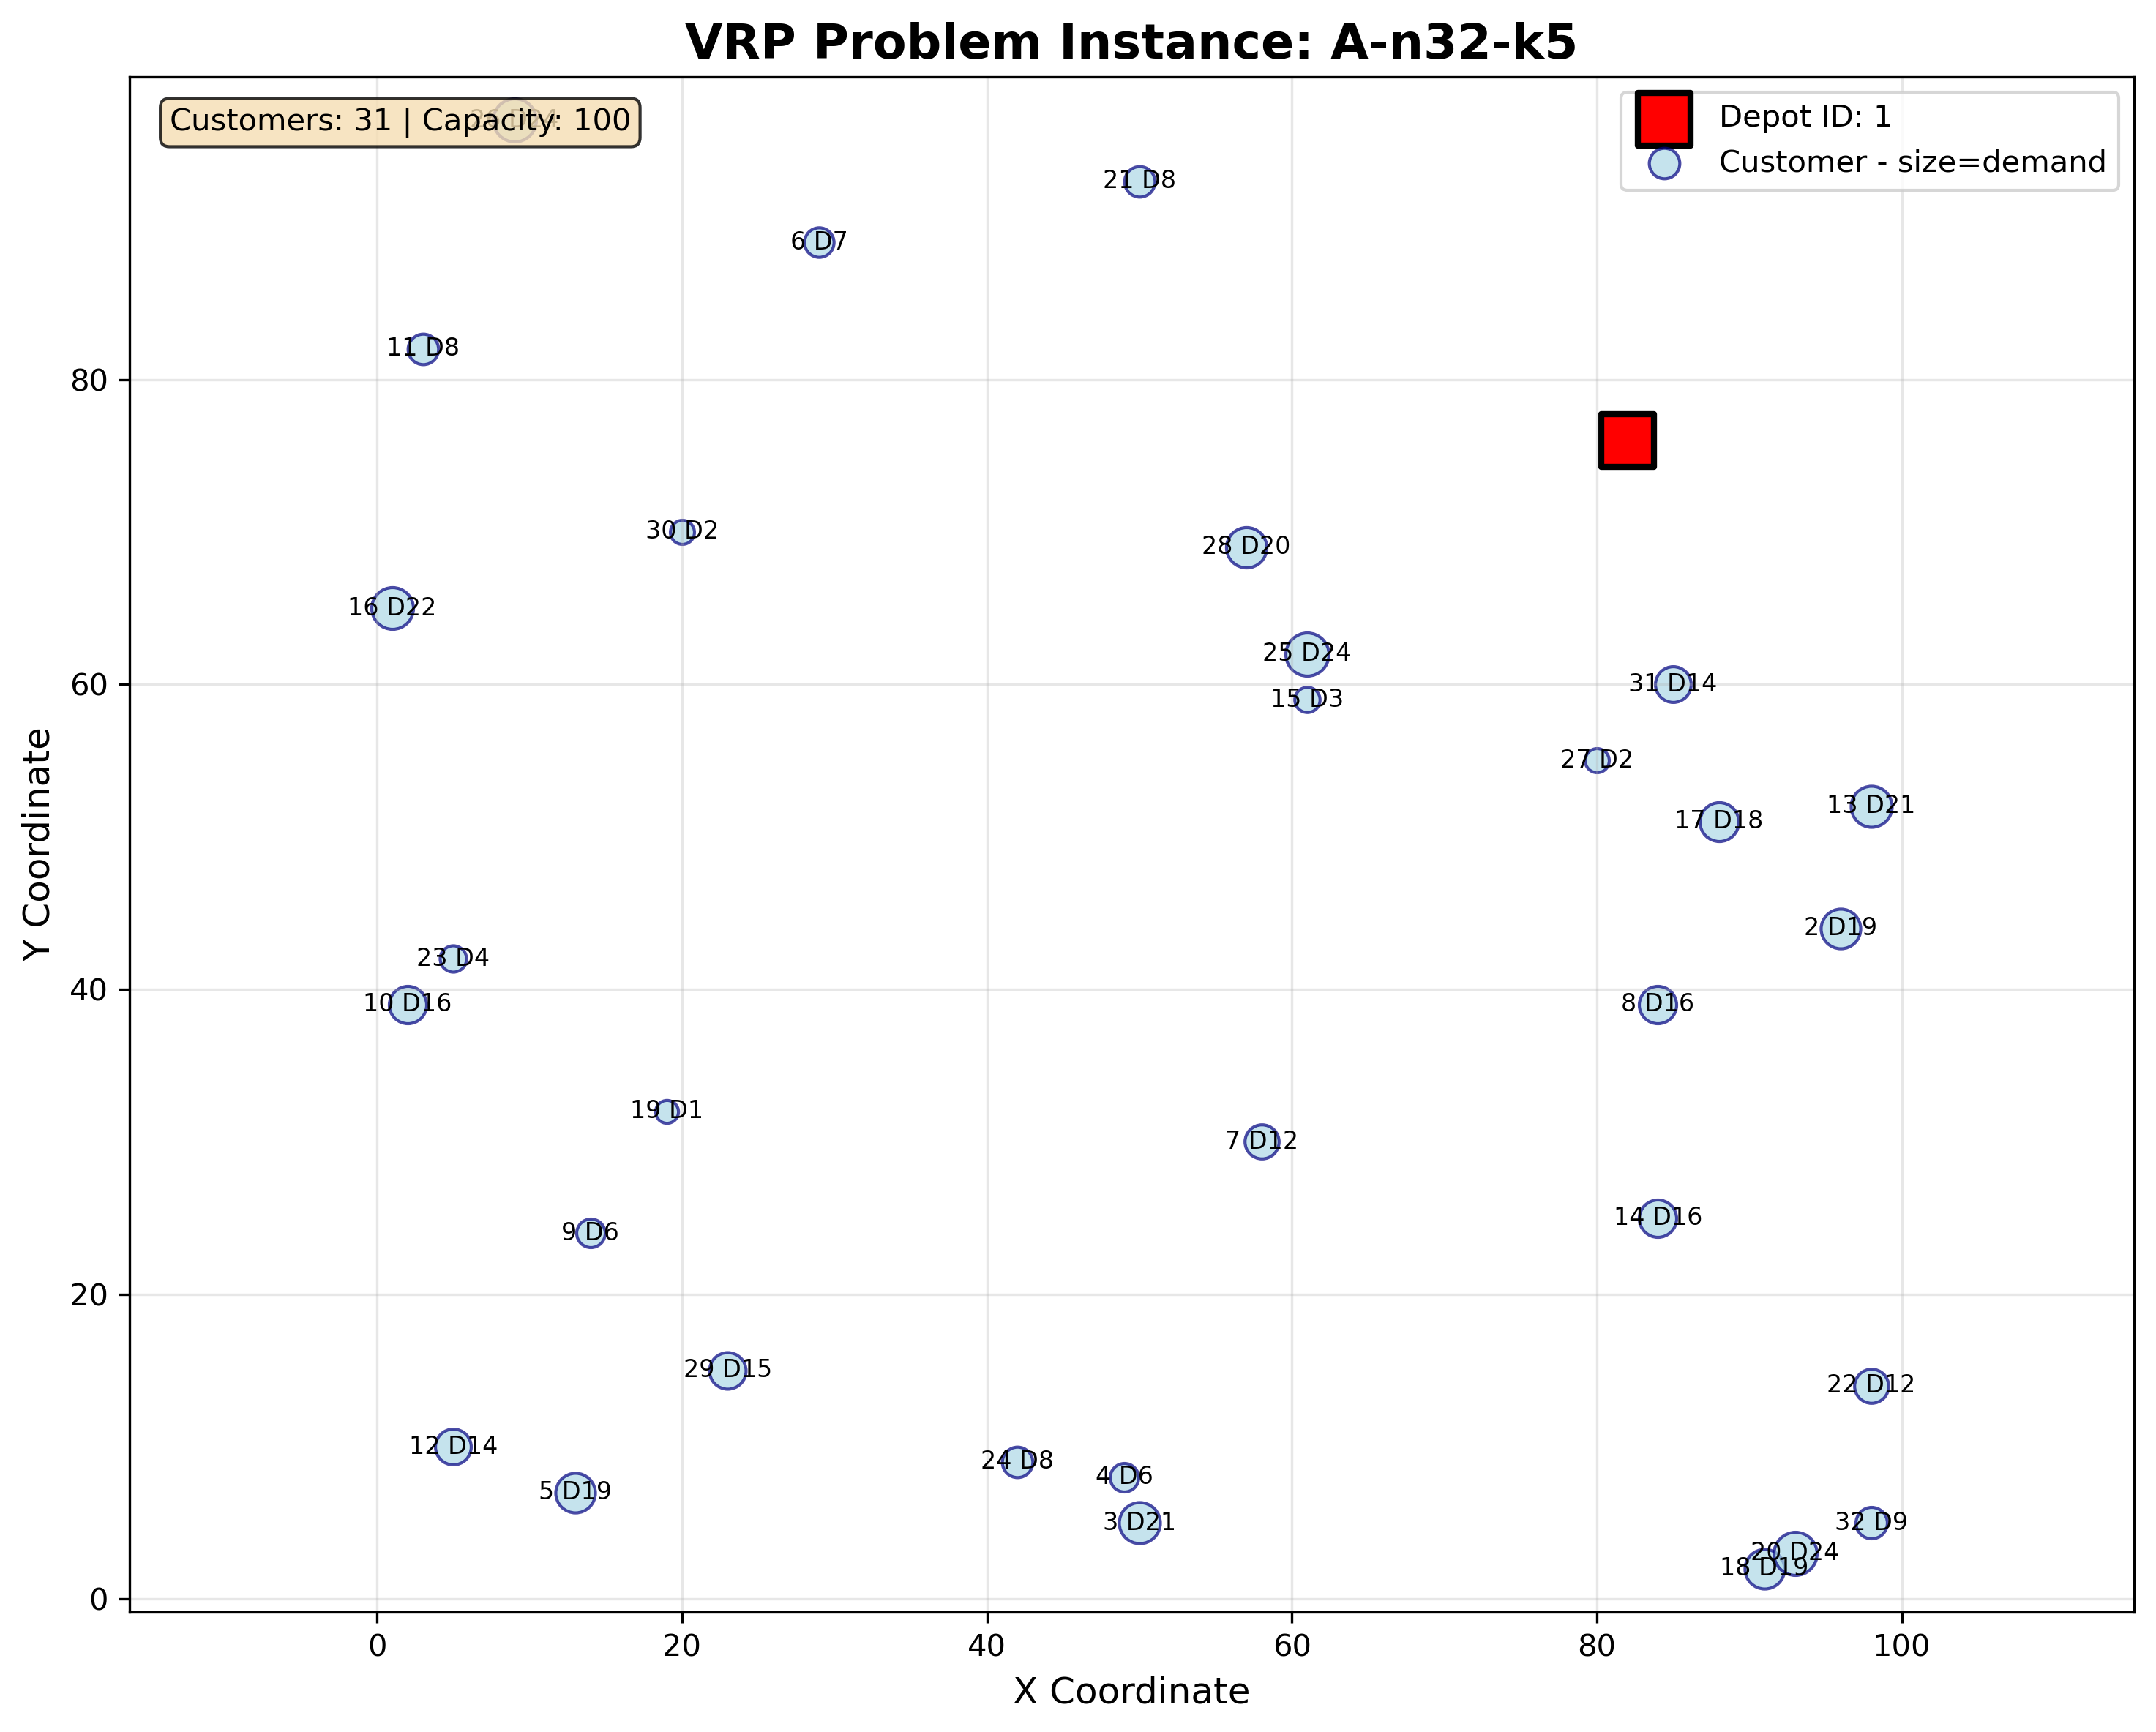 VRP Problem Instance: A-n32-k5
Customers: 31 | Capacity: 100
Depot ID: 1
Customer - size=demand
21 D8
6 D7
11 D8
80
30 D2
28 D20
16 D22
25 D24
60
31 D14
15 D3
27 D2
13 D21
17 D18
2 D19
23 D4
40
10 D16
8 D16
19 D1
7 D12
9 D6
14 D16
20
29 D15
22 D12
12 D14
24 D8
4 D6
5 D19
3 D21
32 D9
20 D24
18 D19
0
0 20 40 60 80 100
X Coordinate
Y Coordinate